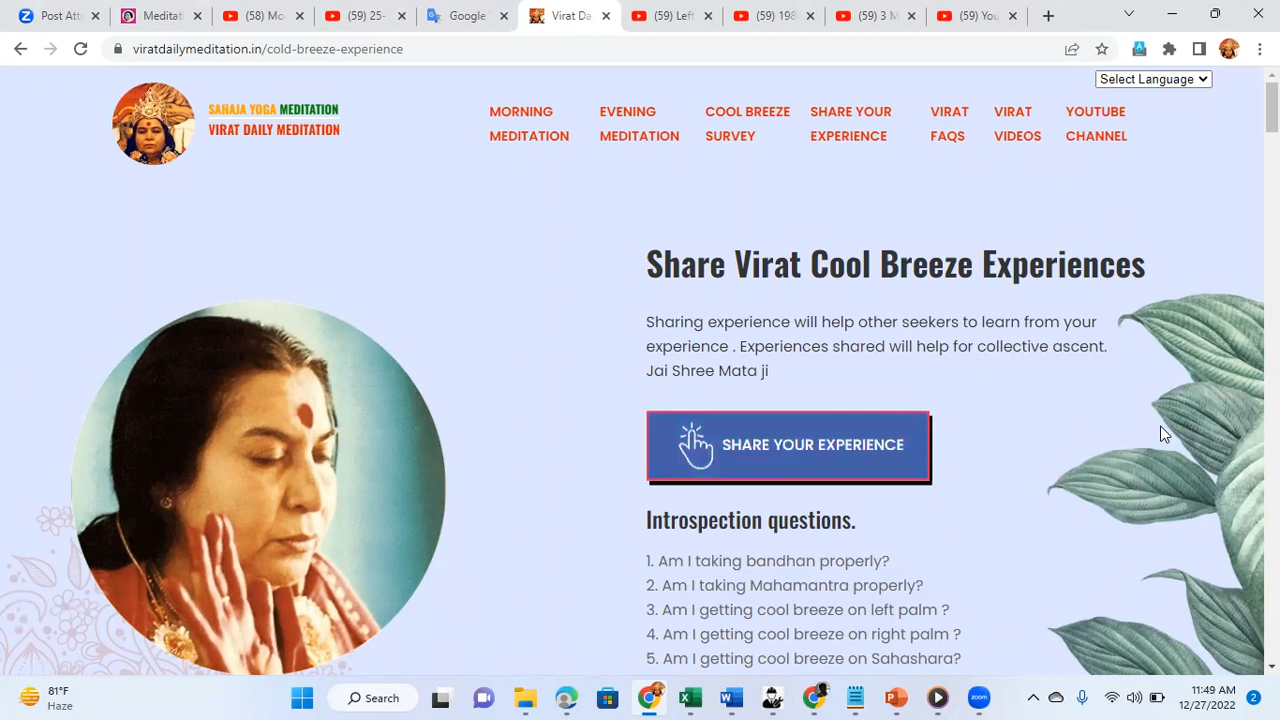 Post Att
Meditati
(58) Mo
(59) 25-
Google T
Virat Da
(59) Left
(59) 198
(59) 3 M
(59) You
viratdailymeditation.in/cold-breeze-experience
Select Language
SAHAJA YOGA MEDITATION
VIRAT DAILY MEDITATION
MORNING MEDITATION
EVENING MEDITATION
COOL BREEZE SURVEY
SHARE YOUR EXPERIENCE
VIRAT FAQS
VIRAT VIDEOS
YOUTUBE CHANNEL
Share Virat Cool Breeze Experiences
Sharing experience will help other seekers to learn from your
experience . Experiences shared will help for collective ascent.
Jai Shree Mata ji
SHARE YOUR EXPERIENCE
Introspection questions.
1. Am I taking bandhan properly?
2. Am I taking Mahamantra properly?
3. Am I getting cool breeze on left palm ?
4. Am I getting cool breeze on right palm ?
5. Am I getting cool breeze on Sahashara?
81°F
Haze
Search
zoom
11:49 AM
12/27/2022
2